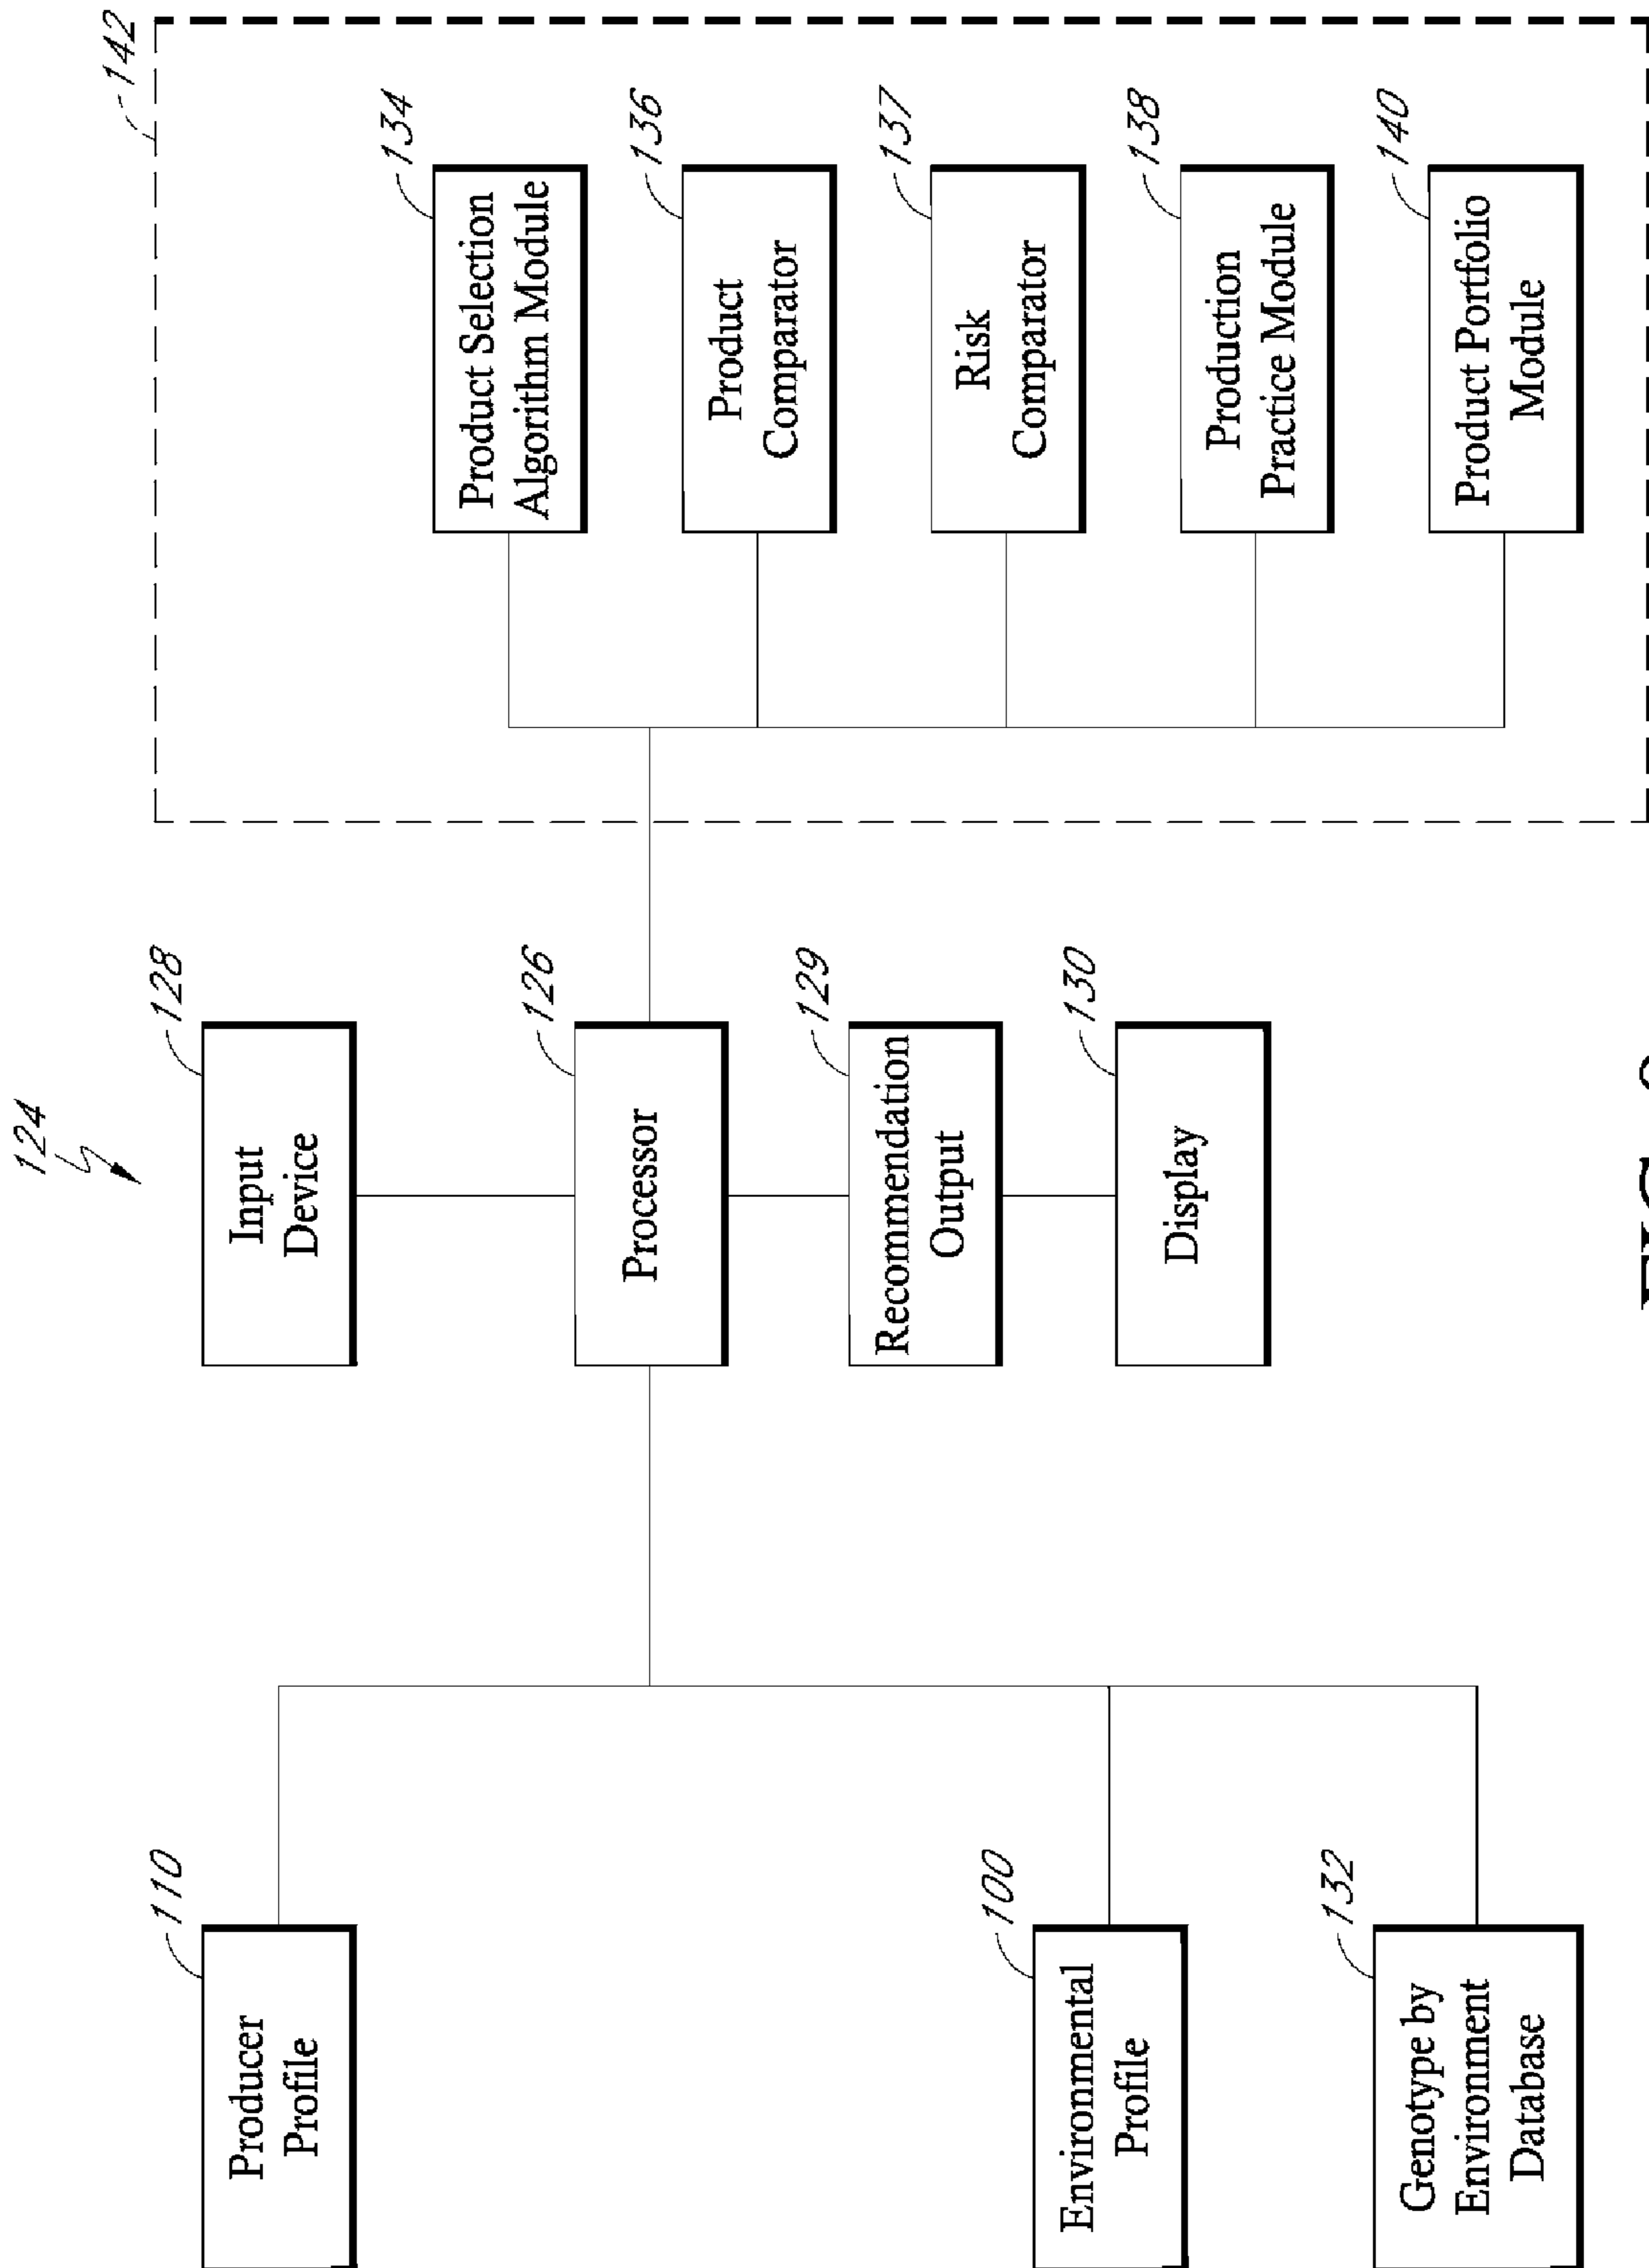 124
142
110
Producer
Profile
128
Input
Device
126
Processor
129
Recommendation
Output
130
Display
100
Environmental
Profile
132
Genotype by
Environment
Database
134
Product Selection
Algorithm Module
136
Product
Comparator
137
Risk
Comparator
138
Production
Practice Module
140
Product Portfolio
Module